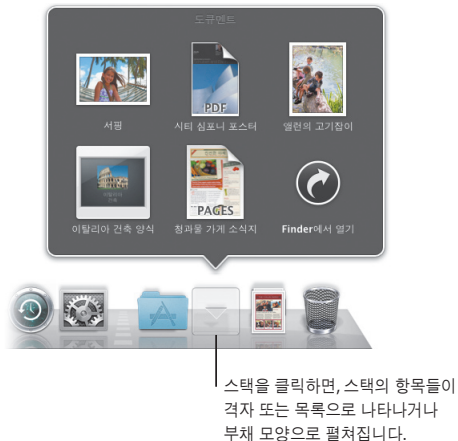 도큐멘트
PDF
서핑
시티 심포니 포스터
앨런의 고기잡이
PAGES
이탈리아 건축 양식
청과물 가게 소식지
Finder에서 열기
스택을 클릭하면, 스택의 항목들이
격자 또는 목록으로 나타나거나
부채 모양으로 펼쳐집니다.